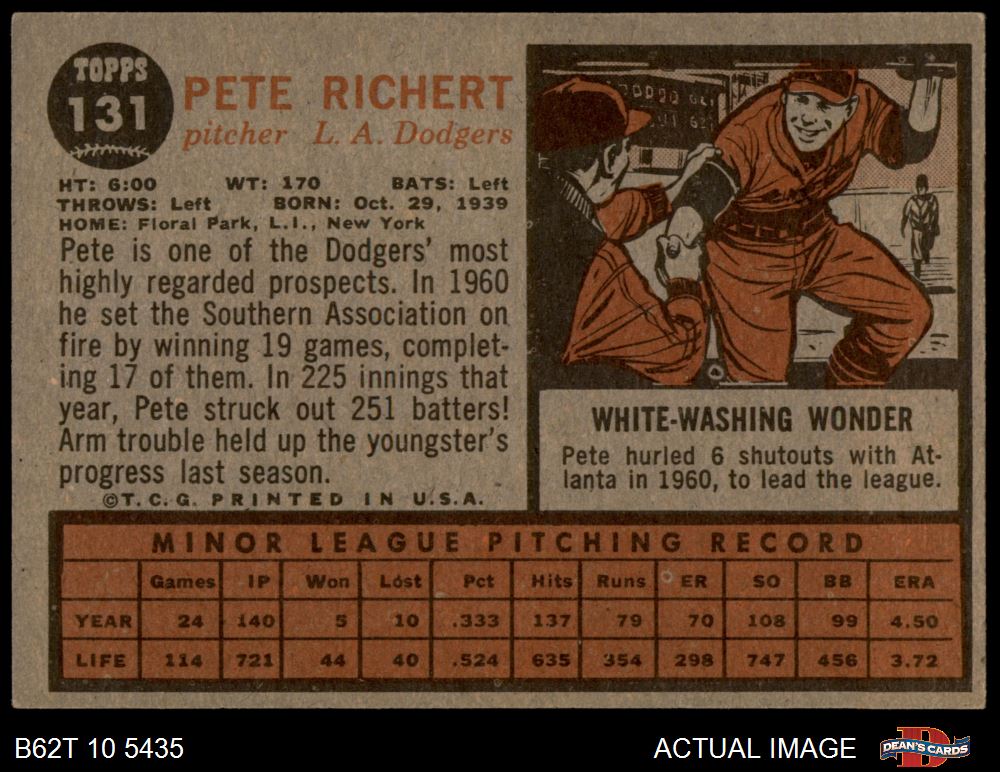 TOPPS
131
PETE RICHERT
pitcher L. A. Dodgers
HT: 6:00 WT: 170 BATS: Left
THROWS: Left BORN: Oct. 29, 1939
HOME: Floral Park, L.I., New York
Pete is one of the Dodgers' most
highly regarded prospects. In 1960
he set the Southern Association on
fire by winning 19 games, complet-
ing 17 of them. In 225 innings that
year, Pete struck out 251 batters!
Arm trouble held up the youngster's
progress last season.
©T.C.G. PRINTED IN U.S.A.
WHITE-WASHING WONDER
Pete hurled 6 shutouts with At-
lanta in 1960, to lead the league.
MINOR LEAGUE PITCHING RECORD
Games IP Won Lost Pct Hits Runs ER SO BB ERA
YEAR 24 140 5 10 .333 137 79 70 108 99 4.50
LIFE 114 721 44 40 .524 635 354 298 747 456 3.72
B62T 10 5435
ACTUAL IMAGE
DEAN'S CARDS